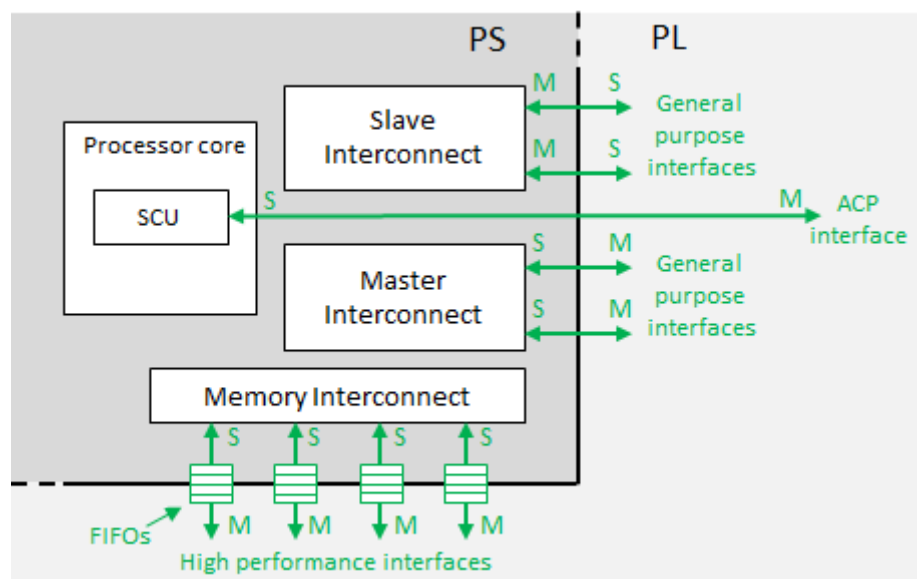 PS
PL
M
S
Slave
Interconnect
M
S
General
purpose
interfaces
Processor core
SCU
S
M
ACP
interface
S
M
Master
Interconnect
S
M
General
purpose
interfaces
Memory Interconnect
S
S
S
S
FIFOs
M
M
M
M
High performance interfaces